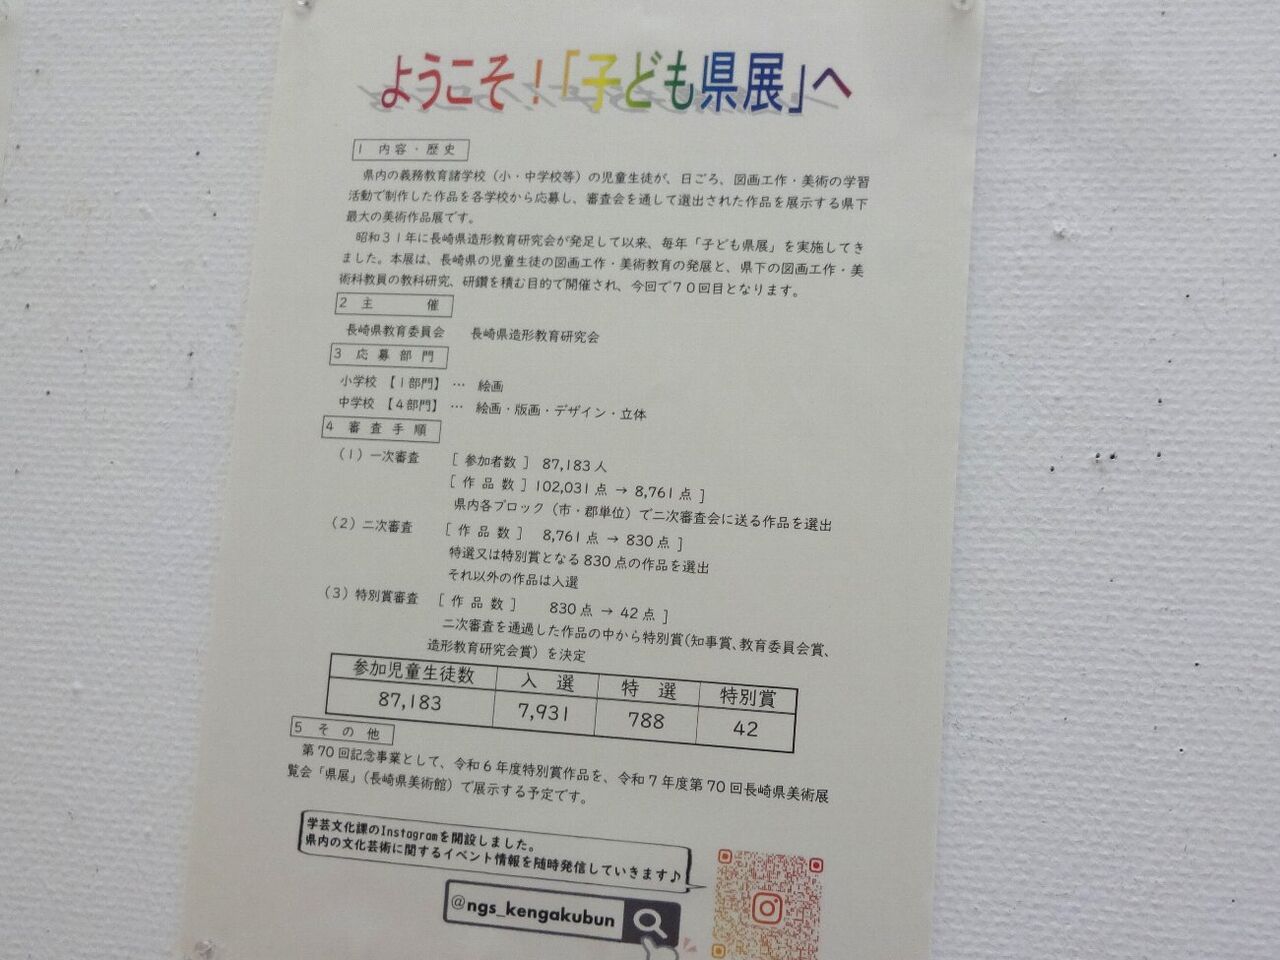 ようこそ！「子ども県展」へ
1 内容・歴史
県内の義務教育諸学校（小・中学校等）の児童生徒が、日ごろ、図画工作・美術の学習
活動で制作した作品を各学校から応募し、審査会を通して選出された作品を展示する県下
最大の美術作品展です。
昭和３１年に長崎県造形教育研究会が発足して以来、毎年「子ども県展」を実施してき
ました。本展は、長崎県の児童生徒の図画工作・美術教育の発展と、県下の図画工作・美
術科教員の教科研究、研鑽を積む目的で開催され、今回で７０回目となります。
2 主 催
長崎県教育委員会 長崎県造形教育研究会
3 応募部門
小学校 【1部門】 … 絵画
中学校 【４部門】 … 絵画・版画・デザイン・立体
4 審査手順
（1）一次審査 ［ 参加者数 ］ 87,183人
［ 作 品 数 ］102,031点 → 8,761点 ］
県内各ブロック（市・郡単位）で二次審査会に送る作品を選出
（2）二次審査 ［ 作 品 数 ］ 8,761点 → 830点 ］
特選又は特別賞となる830点の作品を選出
それ以外の作品は入選
（3）特別賞審査 ［ 作 品 数 ］ 830点 → 42点 ］
二次審査を通過した作品の中から特別賞(知事賞、教育委員会賞、
造形教育研究会賞）を決定
参加児童生徒数 入 選 特 選 特別賞
87,183 7,931 788 42
5 その他
第70回記念事業として、令和6年度特別賞作品を、令和7年度第70回長崎県美術展
覧会「県展」（長崎県美術館）で展示する予定です。
学芸文化課のInstagramを開設しました。
県内の文化芸術に関するイベント情報を随時発信していきます♪
@ngs_kengakubun